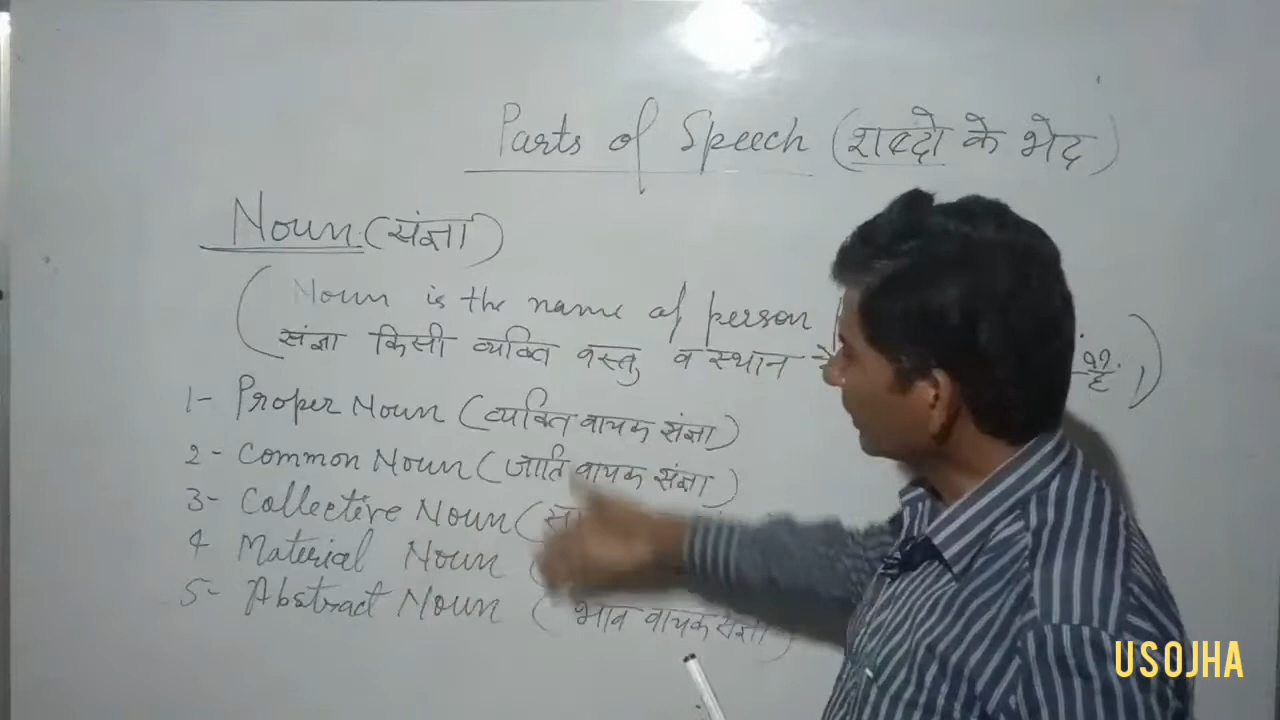 Parts of Speech (शब्दो के भेद)
Noun (संज्ञा)
(Noun is the name of person
संज्ञा किसी व्यक्ति वस्तु व स्थान
1- Proper Noun (व्यक्ति वाचक संज्ञा)
2- Common Noun (जाति वाचक संज्ञा)
3- Collective Noun (
4 Material Noun (
5- Abstract Noun (भाव वाचक संज्ञा)
USOJHA